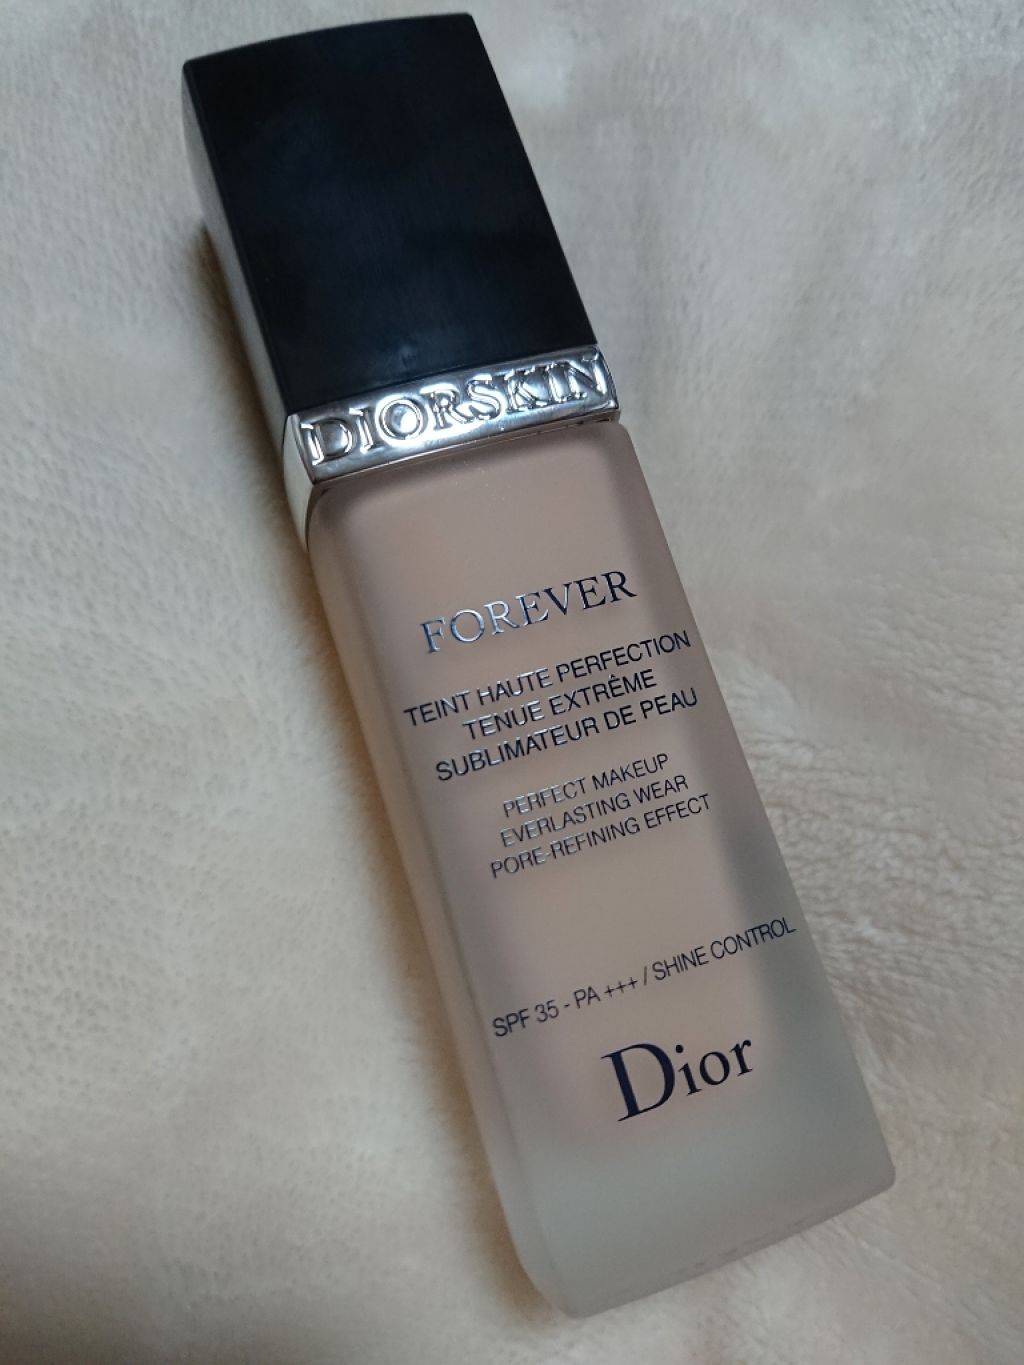 DIORSKIN
FOREVER
TEINT HAUTE PERFECTION
TENUE EXTRÊME
SUBLIMATEUR DE PEAU
PERFECT MAKEUP
EVERLASTING WEAR
PORE-REFINING EFFECT
SPF 35 - PA +++ / SHINE CONTROL
Dior